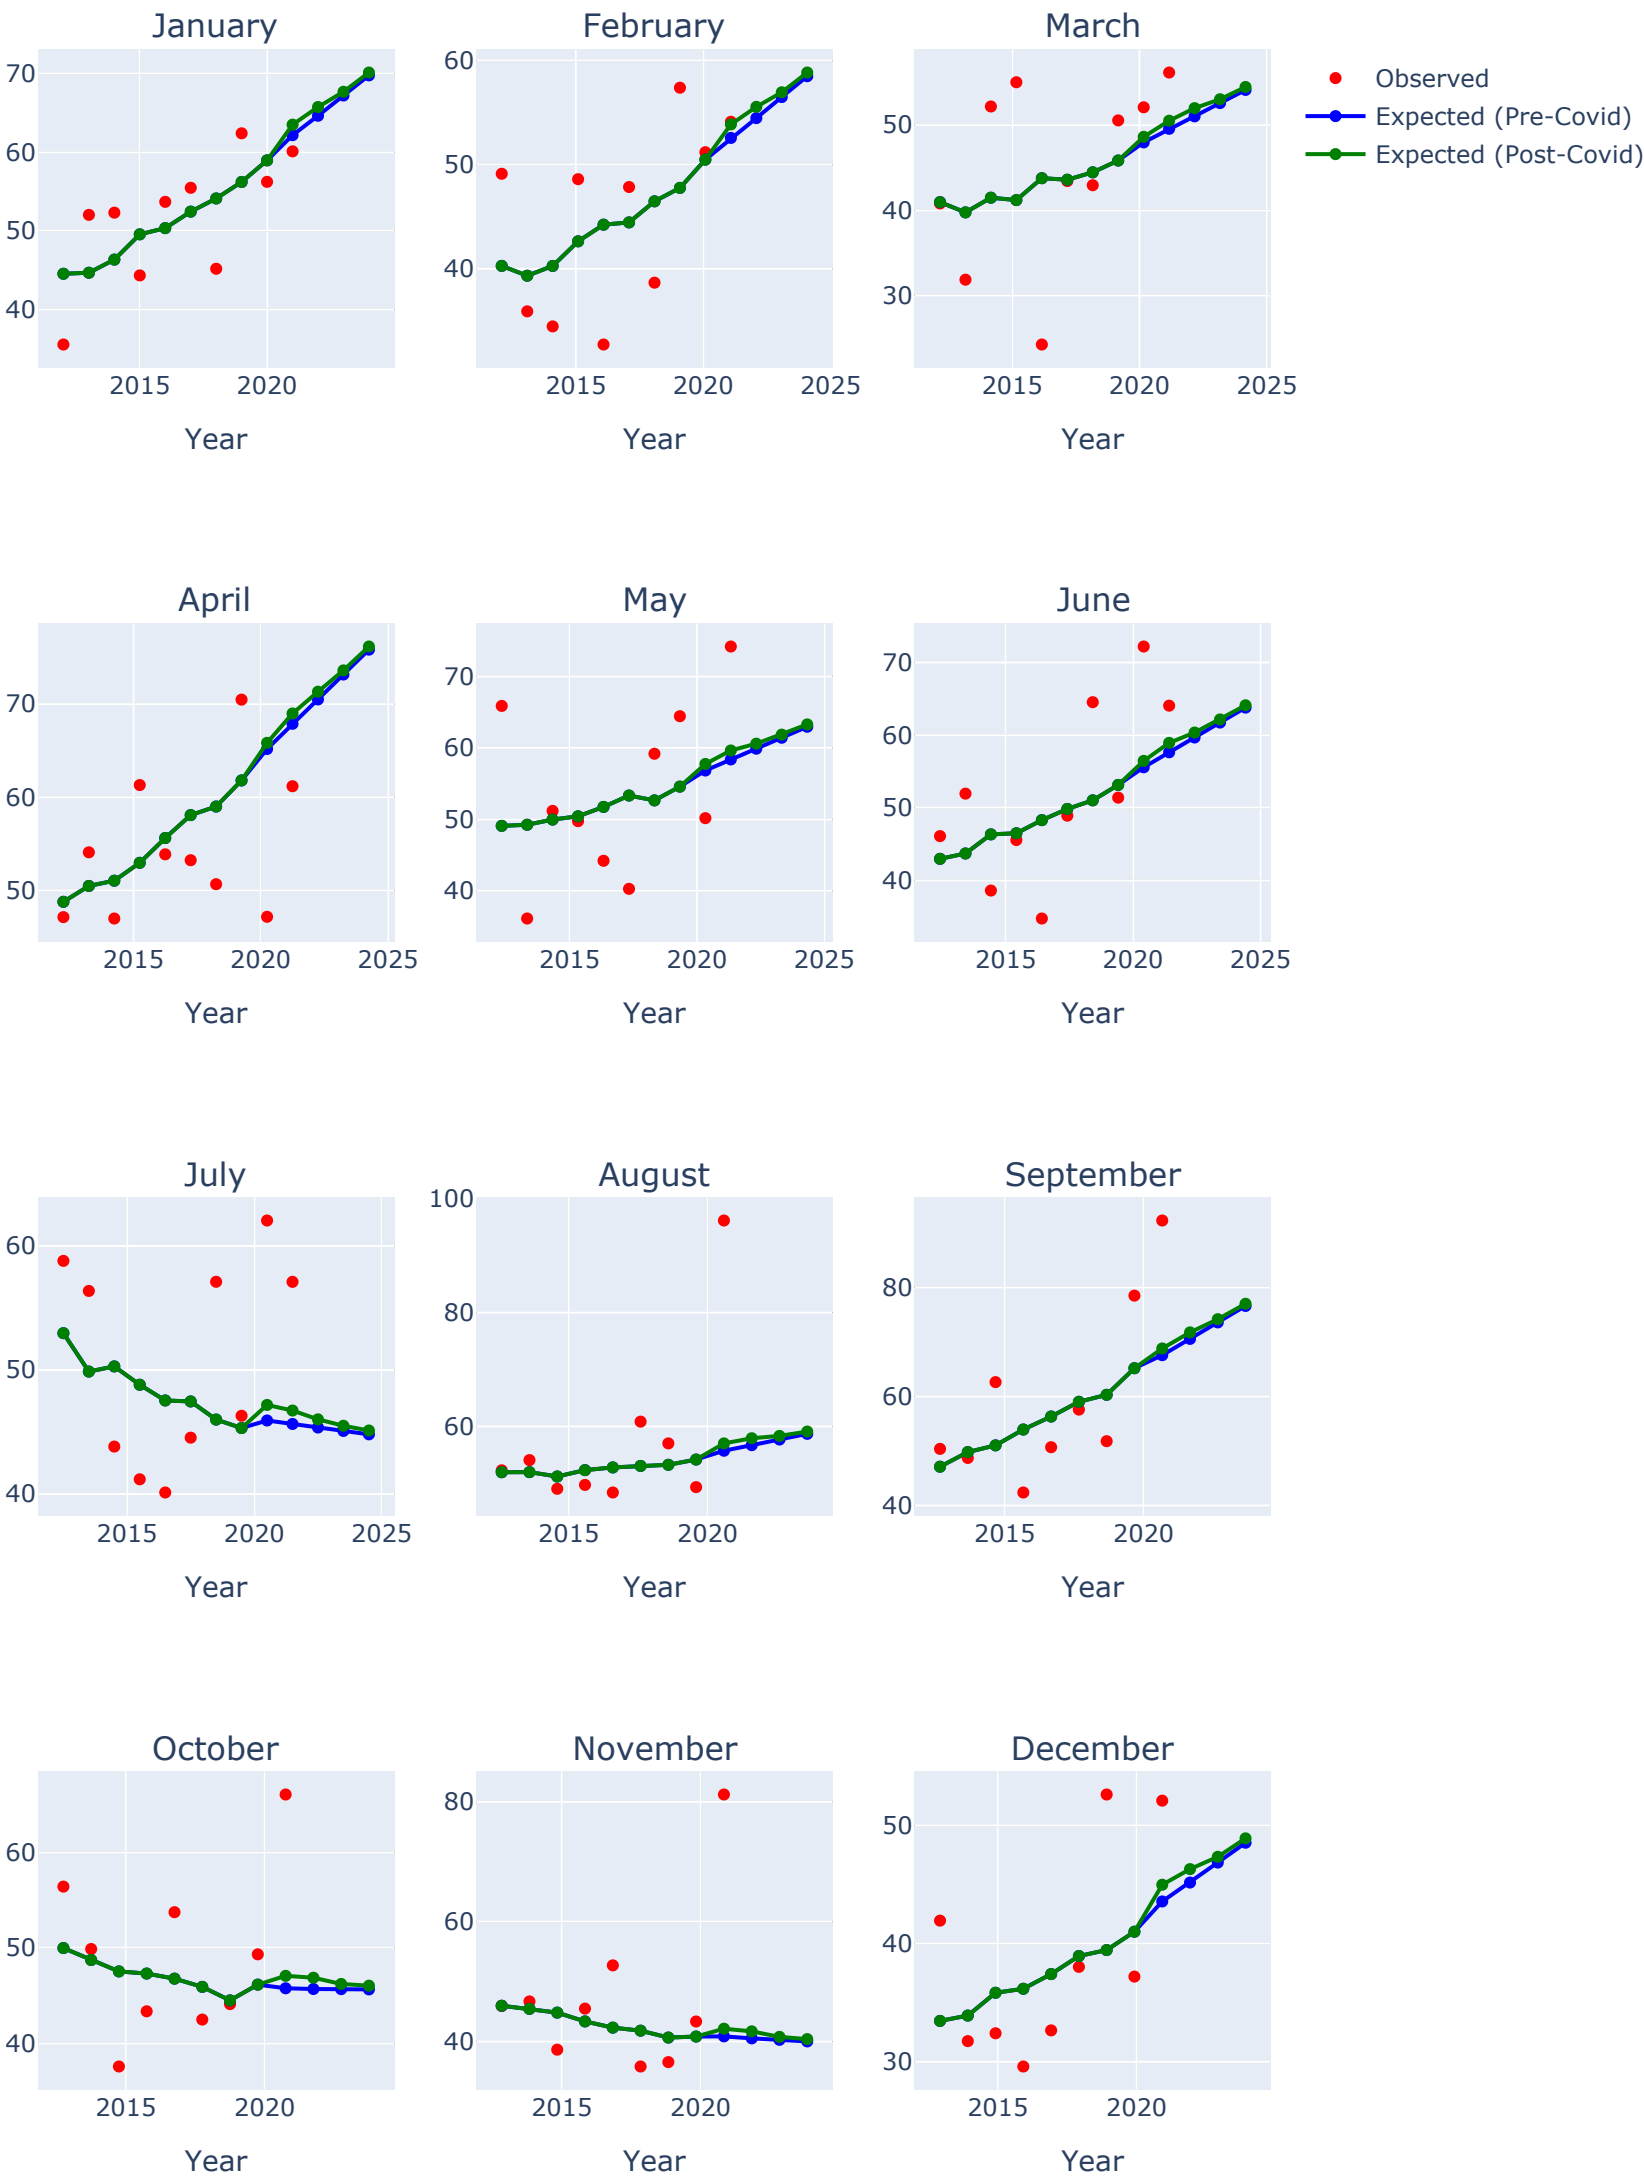 January
February
March
70
60
50
40
2015
2020
Year
60
50
40
2015
2020
2025
Year
50
40
30
2015
2020
2025
Year
Observed
Expected (Pre-Covid)
Expected (Post-Covid)
April
May
June
70
60
50
2015
2020
2025
Year
70
60
50
40
2015
2020
2025
Year
70
60
50
40
2015
2020
2025
Year
July
August
September
60
50
40
2015
2020
2025
Year
100
80
60
2015
2020
Year
80
60
40
2015
2020
Year
October
November
December
60
50
40
2015
2020
Year
80
60
40
2015
2020
Year
50
40
30
2015
2020
Year